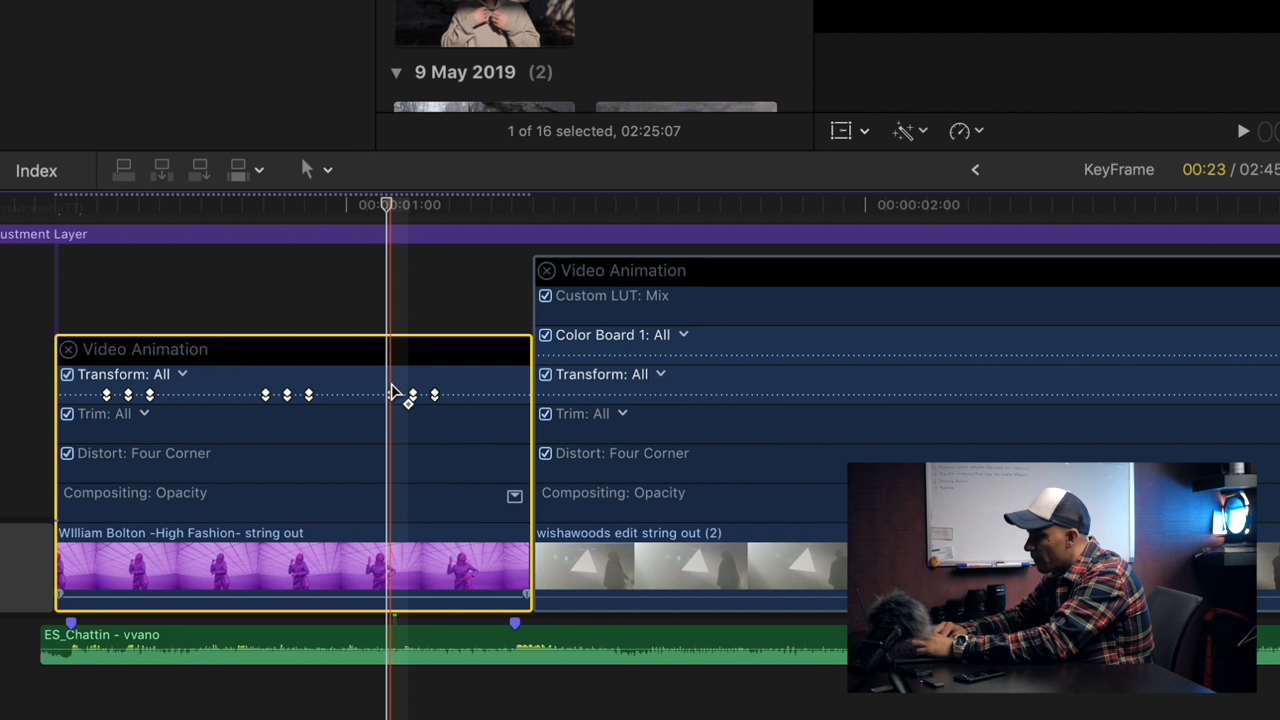 9 May 2019 (2)
1 of 16 selected, 02:25:07
Index
KeyFrame 00:23 / 02:45
00:00:01:00
00:00:02:00
ustment Layer
Video Animation
Custom LUT: Mix
Color Board 1: All
Transform: All
Trim: All
Distort: Four Corner
Compositing: Opacity
wishawoods edit string out (2)
Video Animation
Transform: All
Trim: All
Distort: Four Corner
Compositing: Opacity
WIlliam Bolton -High Fashion- string out
ES_Chattin - vvano